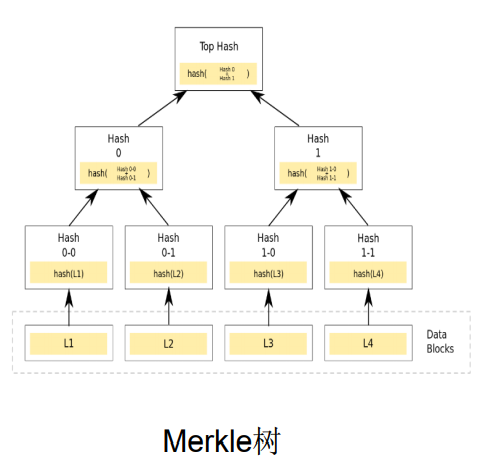 Top Hash
hash( Hash 0 + Hash 1 )
Hash 0
hash( Hash 0-0 + Hash 0-1 )
Hash 1
hash( Hash 1-0 + Hash 1-1 )
Hash 0-0
hash(L1)
Hash 0-1
hash(L2)
Hash 1-0
hash(L3)
Hash 1-1
hash(L4)
L1
L2
L3
L4
Data
Blocks
Merkle树